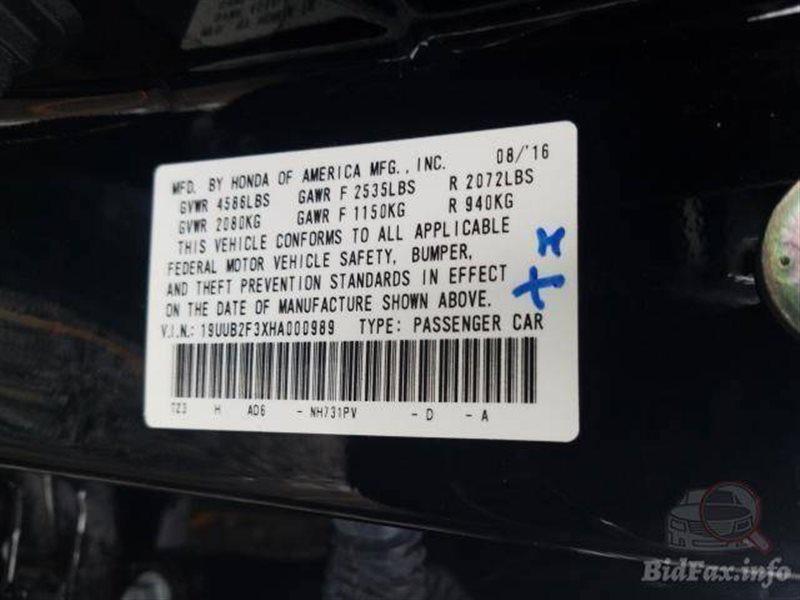 MFD. BY HONDA OF AMERICA MFG., INC. 08/'16
GVWR 4586LBS GAWR F 2535LBS R 2072LBS
GVWR 2080KG GAWR F 1150KG R 940KG
THIS VEHICLE CONFORMS TO ALL APPLICABLE
FEDERAL MOTOR VEHICLE SAFETY, BUMPER,
AND THEFT PREVENTION STANDARDS IN EFFECT
ON THE DATE OF MANUFACTURE SHOWN ABOVE.
V.I.N.: 19UUB2F3XHA000989 TYPE: PASSENGER CAR
TZ3 H AD6 - NH731PV - D - A
BidFax.info